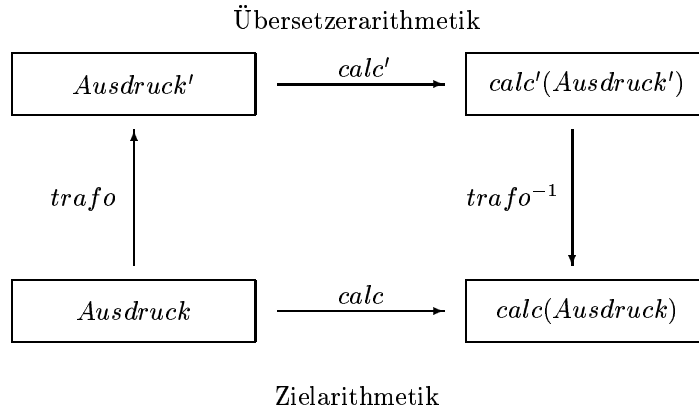 Übersetzerarithmetik
Ausdruck′ calc′ calc′(Ausdruck′)
trafo trafo⁻¹
Ausdruck calc calc(Ausdruck)
Zielarithmetik